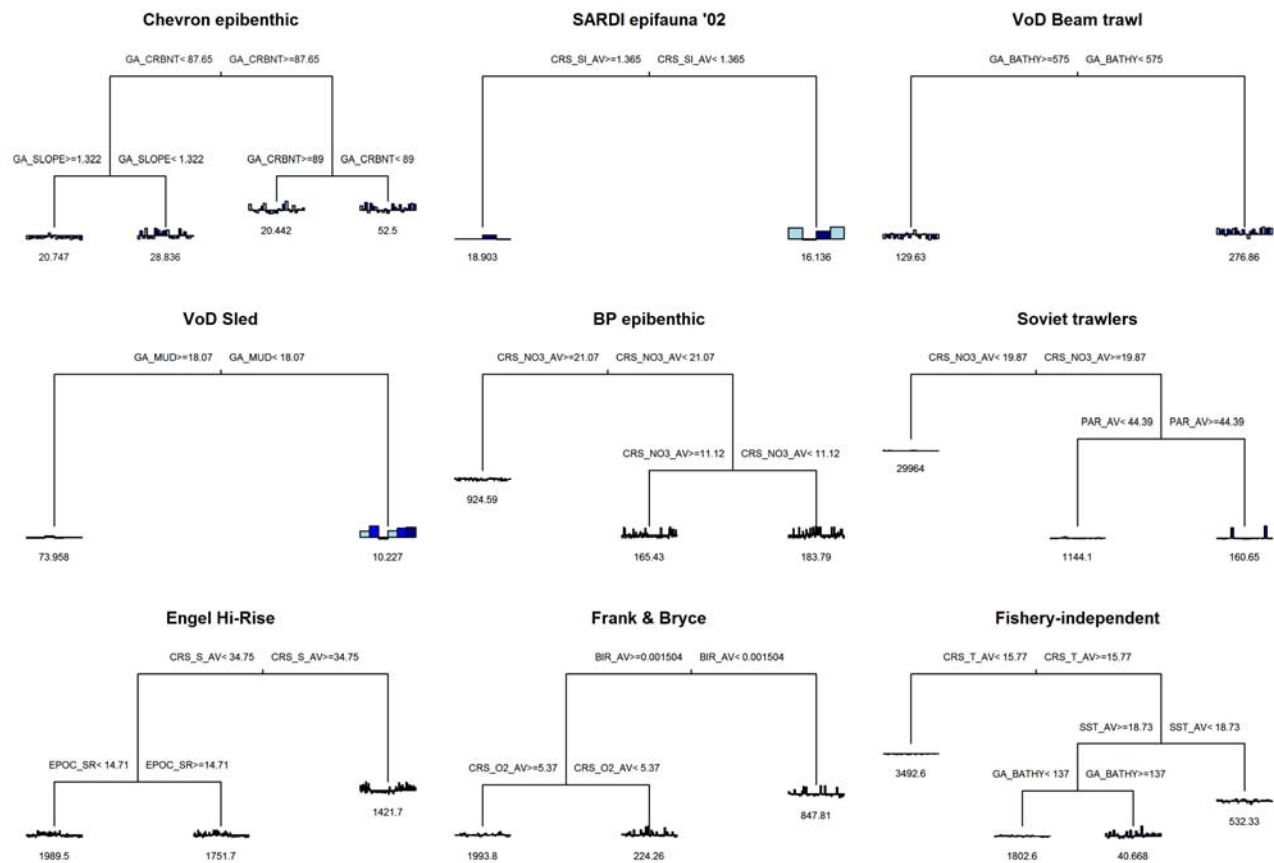 Chevron epibenthic
GA_CRBNT< 87.65 GA_CRBNT>=87.65
GA_SLOPE>=1.322 GA_SLOPE< 1.322
GA_CRBNT>=89 GA_CRBNT< 89
20.442 52.5
20.747 28.836
SARDI epifauna '02
CRS_SI_AV>=1.365 CRS_SI_AV< 1.365
18.903 16.136
VoD Beam trawl
GA_BATHY>=575 GA_BATHY< 575
129.63 276.86
VoD Sled
GA_MUD>=18.07 GA_MUD< 18.07
73.958 10.227
BP epibenthic
CRS_NO3_AV>=21.07 CRS_NO3_AV< 21.07
CRS_NO3_AV>=11.12 CRS_NO3_AV< 11.12
924.59
165.43 183.79
Soviet trawlers
CRS_NO3_AV< 19.87 CRS_NO3_AV>=19.87
PAR_AV< 44.39 PAR_AV>=44.39
29964
1144.1 160.65
Engel Hi-Rise
CRS_S_AV< 34.75 CRS_S_AV>=34.75
EPOC_SR< 14.71 EPOC_SR>=14.71
1421.7
1989.5 1751.7
Frank & Bryce
BIR_AV>=0.001504 BIR_AV< 0.001504
CRS_O2_AV>=5.37 CRS_O2_AV< 5.37
847.81
1993.8 224.26
Fishery-independent
CRS_T_AV< 15.77 CRS_T_AV>=15.77
SST_AV>=18.73 SST_AV< 18.73
3492.6
GA_BATHY< 137 GA_BATHY>=137
532.33
1802.6 40.668